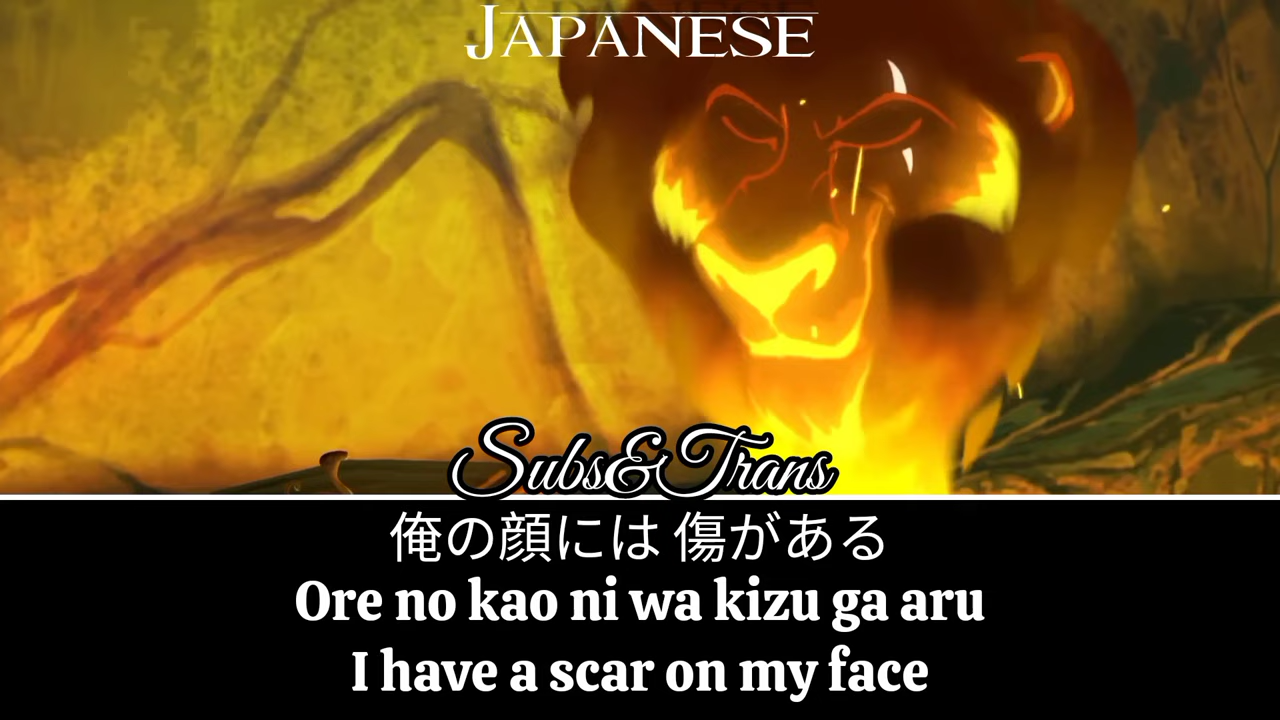 JAPANESE
Subs&Trans
俺の顔には 傷がある
Ore no kao ni wa kizu ga aru
I have a scar on my face